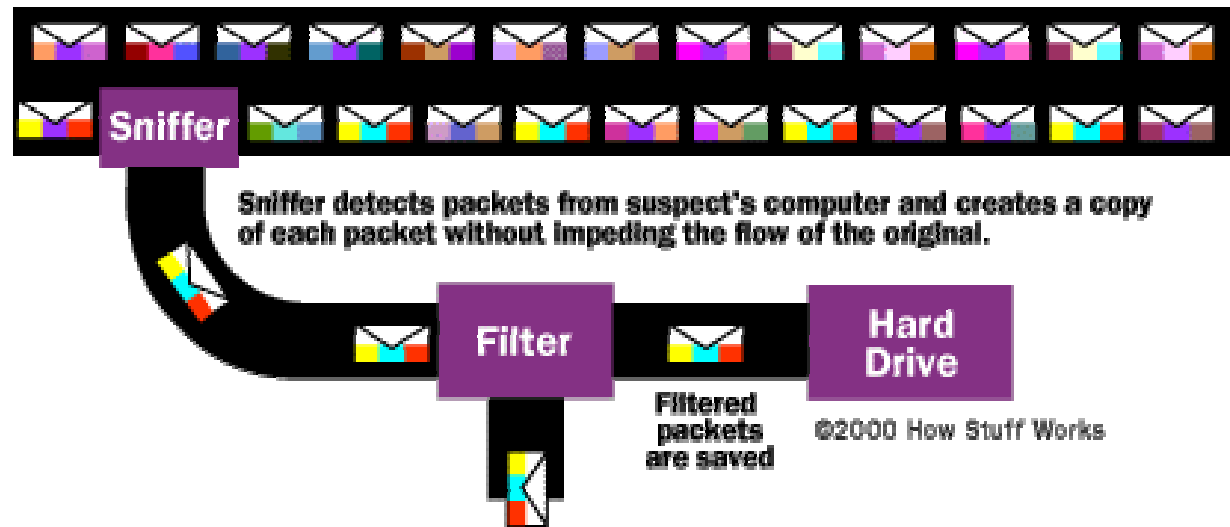 Sniffer
Sniffer detects packets from suspect's computer and creates a copy
of each packet without impeding the flow of the original.
Filter
Hard
Drive
Filtered
packets
are saved
©2000 How Stuff Works